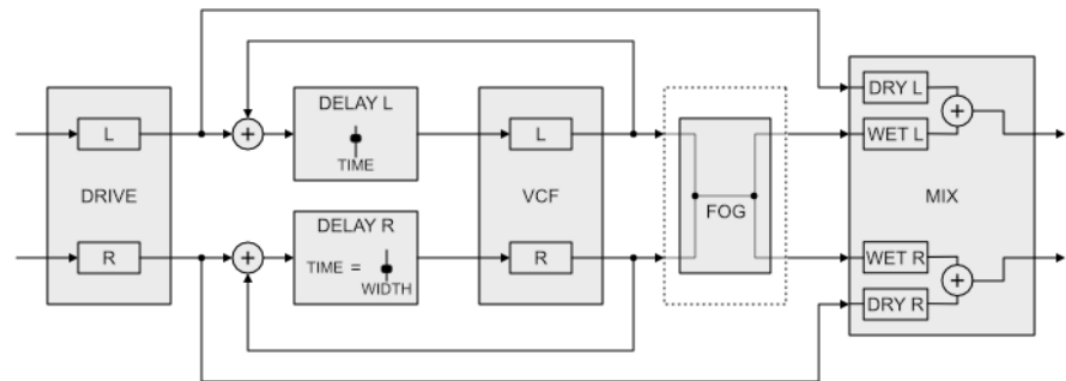 L
DRIVE
R
+
DELAY L
TIME
+
DELAY R
TIME =
WIDTH
L
VCF
R
FOG
DRY L
WET L
+
MIX
WET R
DRY R
+